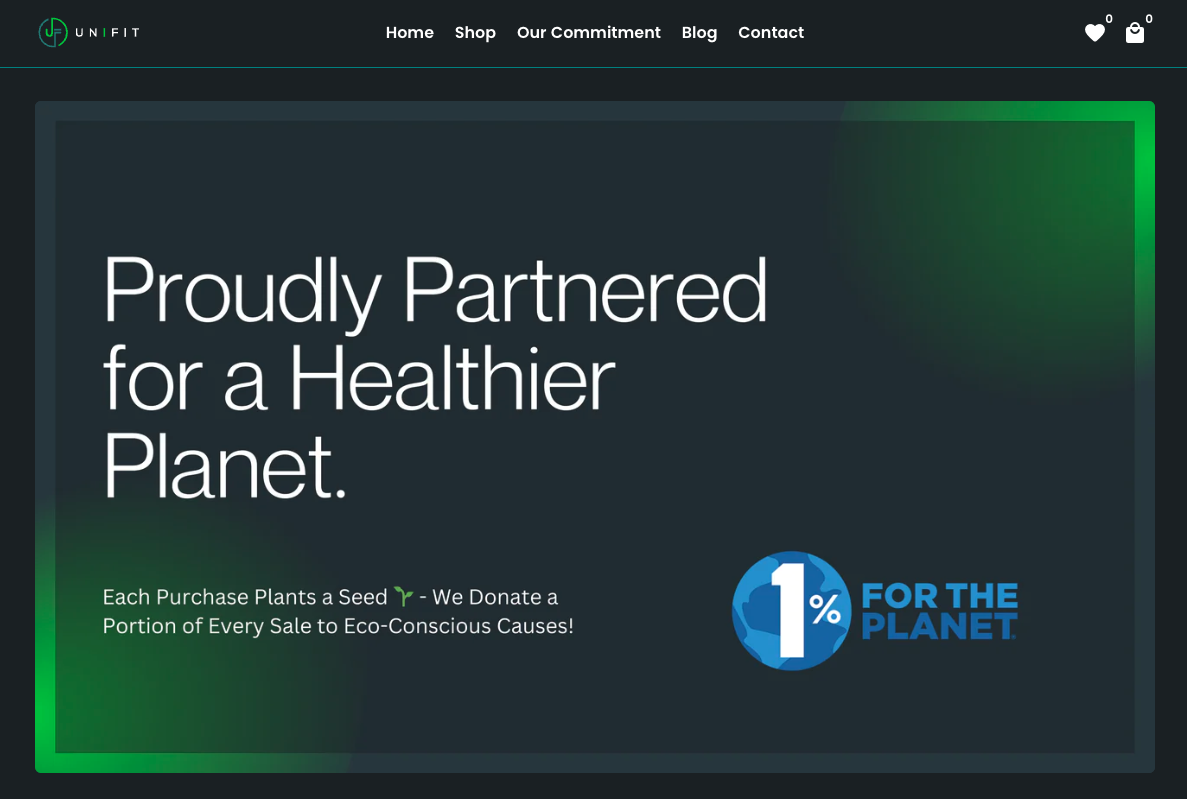 UNIFIT
Home Shop Our Commitment Blog Contact
0 0
Proudly Partnered
for a Healthier
Planet.
Each Purchase Plants a Seed 🌱 - We Donate a
Portion of Every Sale to Eco-Conscious Causes!
1%
FOR THE
PLANET